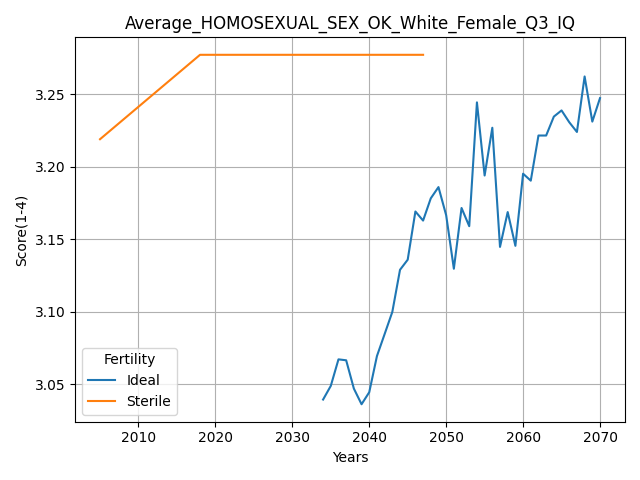 Average_HOMOSEXUAL_SEX_OK_White_Female_Q3_IQ
Score(1-4)
3.25
3.20
3.15
3.10
3.05
Fertility
Ideal
Sterile
2010 2020 2030 2040 2050 2060 2070
Years